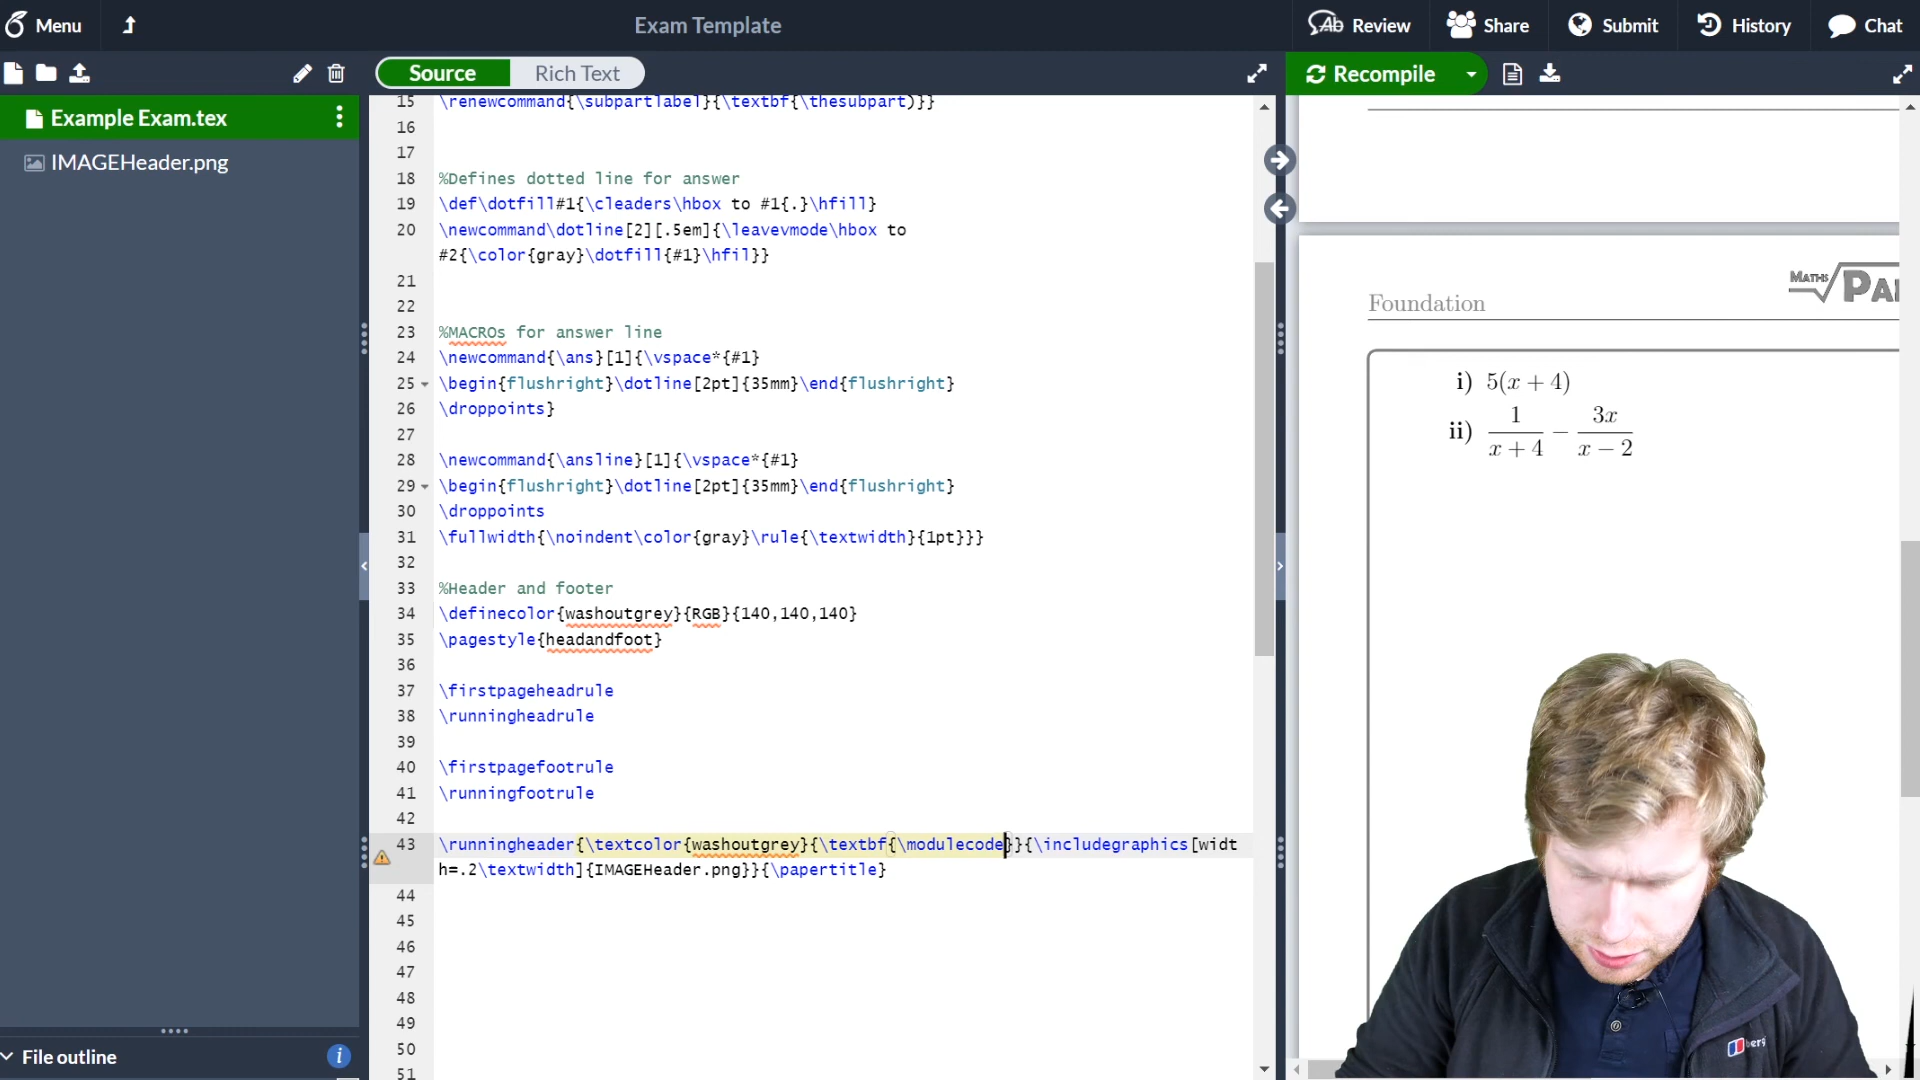 Menu
Exam Template
Review
Share
Submit
History
Chat
Source
Rich Text
Recompile
Example Exam.tex
IMAGEHeader.png
15 \renewcommand{\subpartlabel}{\textbf{\thesubpart)}}
16
17
18 %Defines dotted line for answer
19 \def\dotfill#1{\cleaders\hbox to #1{.}\hfill}
20 \newcommand\dotline[2][.5em]{\leavevmode\hbox to
#2{\color{gray}\dotfill{#1}\hfil}}
21
22
23 %MACROs for answer line
24 \newcommand{\ans}[1]{\vspace*{#1}
25 \begin{flushright}\dotline[2pt]{35mm}\end{flushright}
26 \droppoints}
27
28 \newcommand{\ansline}[1]{\vspace*{#1}
29 \begin{flushright}\dotline[2pt]{35mm}\end{flushright}
30 \droppoints
31 \fullwidth{\noindent\color{gray}\rule{\textwidth}{1pt}}}
32
33 %Header and footer
34 \definecolor{washoutgrey}{RGB}{140,140,140}
35 \pagestyle{headandfoot}
36
37 \firstpageheadrule
38 \runningheadrule
39
40 \firstpagefootrule
41 \runningfootrule
42
43 \runningheader{\textcolor{washoutgrey}{\textbf{\modulecode}}{\includegraphics[widt
h=.2\textwidth]{IMAGEHeader.png}}{\papertitle}
44
45
46
47
48
49
50
51
File outline
MATHS
Foundation
i) 5(x + 4)
ii) 1/(x + 4) − 3x/(x − 2)